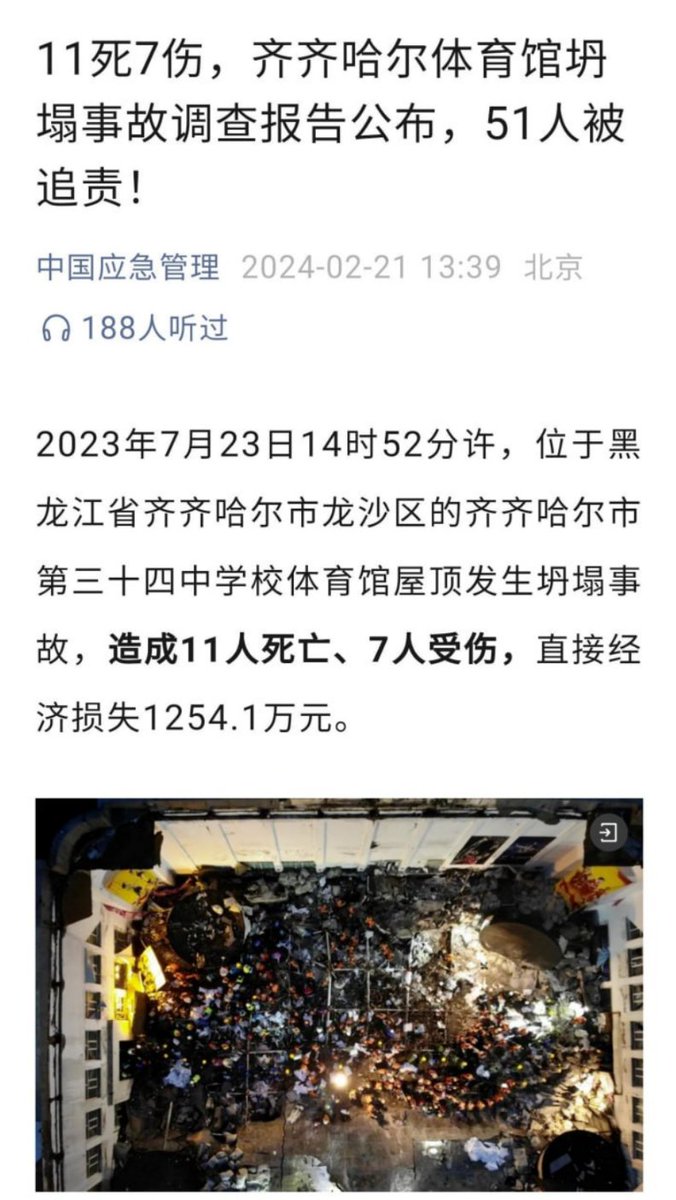 11死7伤，齐齐哈尔体育馆坍
塌事故调查报告公布，51人被
追责！
中国应急管理 2024-02-21 13:39 北京
188人听过
2023年7月23日14时52分许，位于黑
龙江省齐齐哈尔市龙沙区的齐齐哈尔市
第三十四中学校体育馆屋顶发生坍塌事
故，造成11人死亡、7人受伤，直接经
济损失1254.1万元。